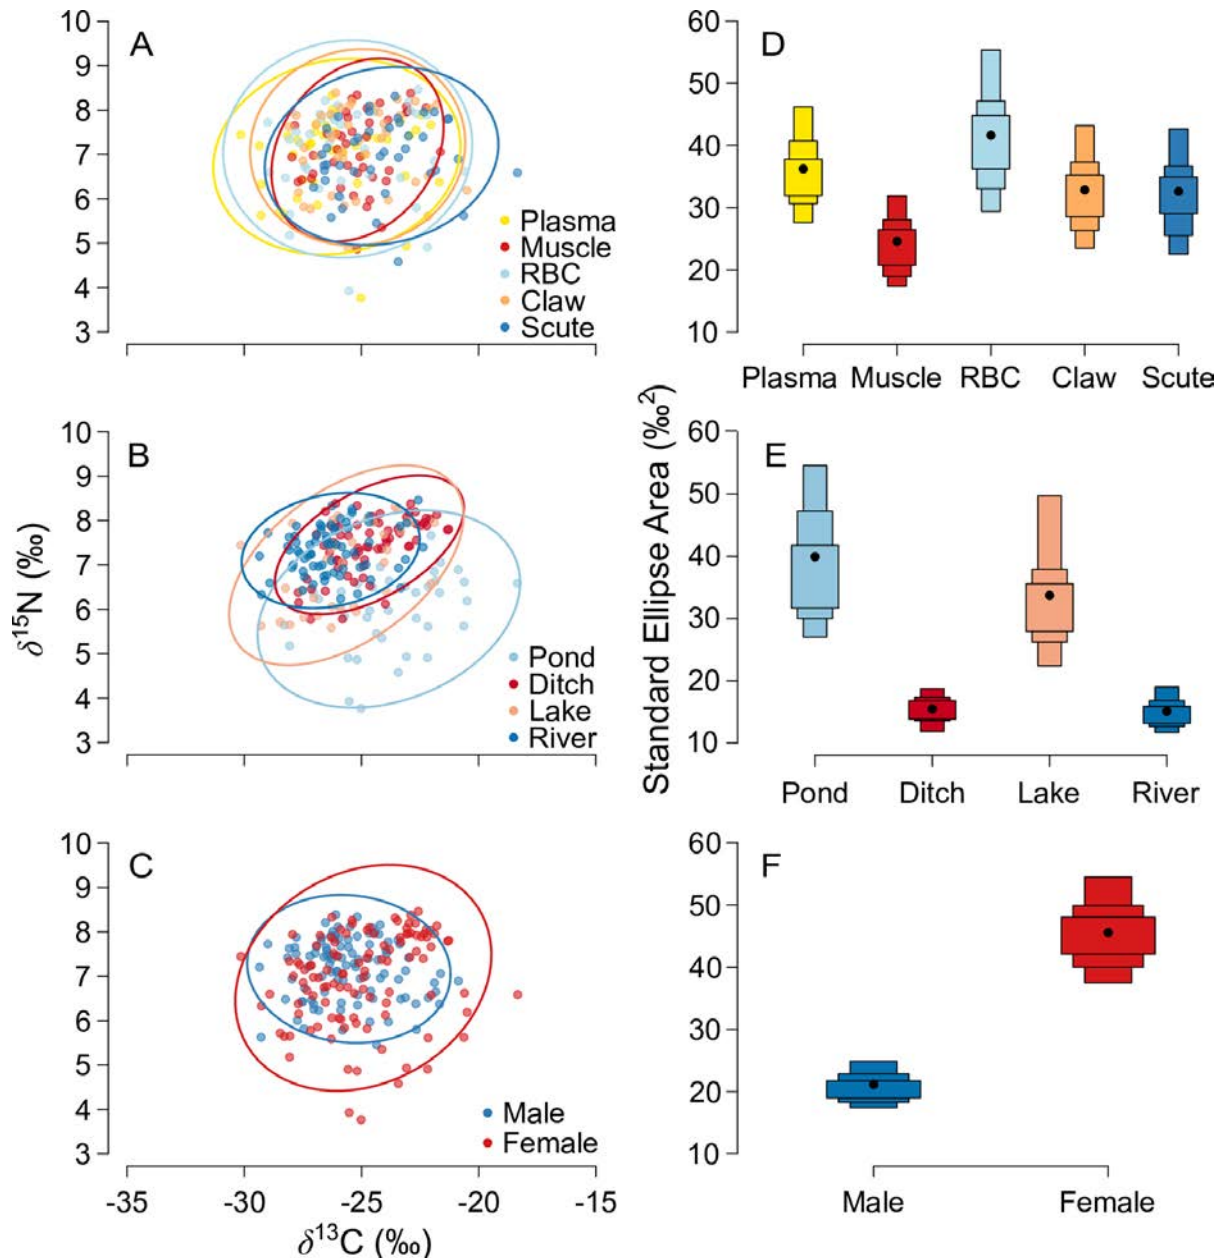 A
10
9
8
7
6
5
4
3
Plasma
Muscle
RBC
Claw
Scute
D
60
50
40
30
20
10
Plasma Muscle RBC Claw Scute
B
10
9
8
7
6
5
4
3
δ¹⁵N (‰)
Pond
Ditch
Lake
River
Standard Ellipse Area (‰²)
E
60
50
40
30
20
10
Pond Ditch Lake River
C
10
9
8
7
6
5
4
3
Male
Female
-35 -30 -25 -20 -15
δ¹³C (‰)
F
60
50
40
30
20
10
Male Female